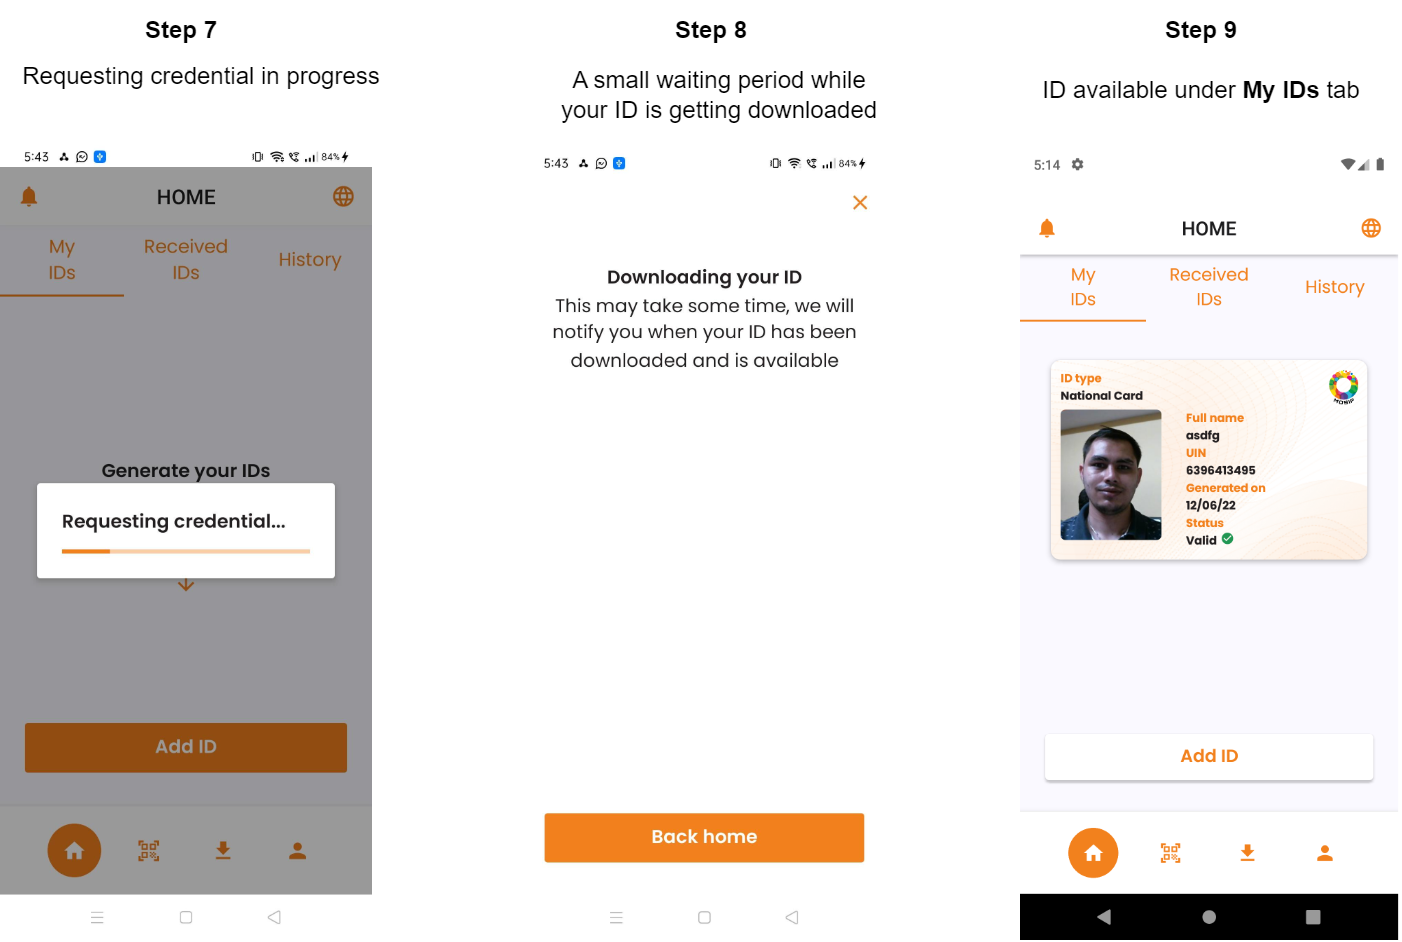 Step 7
Requesting credential in progress
5:43
84%
HOME
My
IDs
Received
IDs
History
Generate your IDs
Requesting credential...
Add ID
Step 8
A small waiting period while
your ID is getting downloaded
5:43
84%
Downloading your ID
This may take some time, we will
notify you when your ID has been
downloaded and is available
Back home
Step 9
ID available under My IDs tab
5:14
HOME
My
IDs
Received
IDs
History
ID type
National Card
MOSIP
Full name
asdfg
UIN
6396413495
Generated on
12/06/22
Status
Valid
Add ID